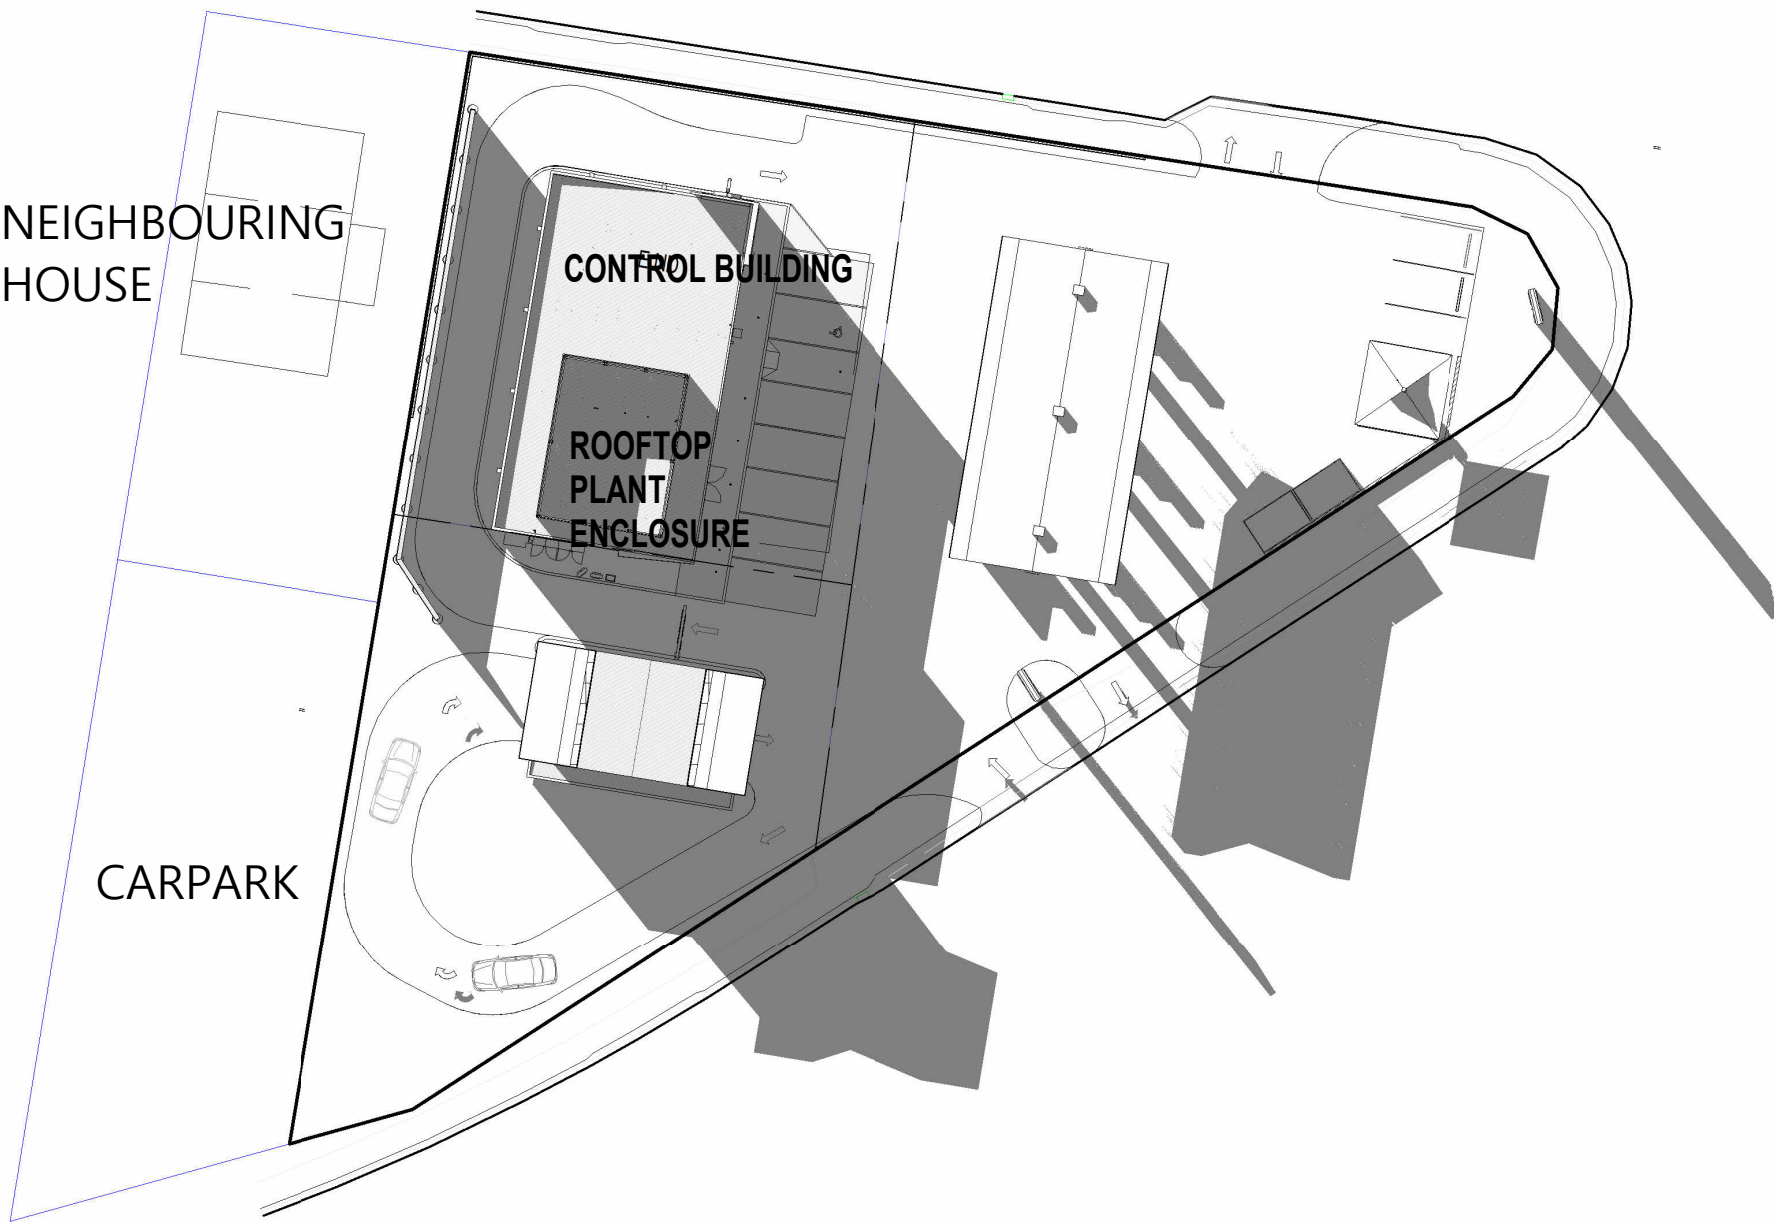 NEIGHBOURING
HOUSE
CONTROL BUILDING
ROOFTOP
PLANT
ENCLOSURE
CARPARK